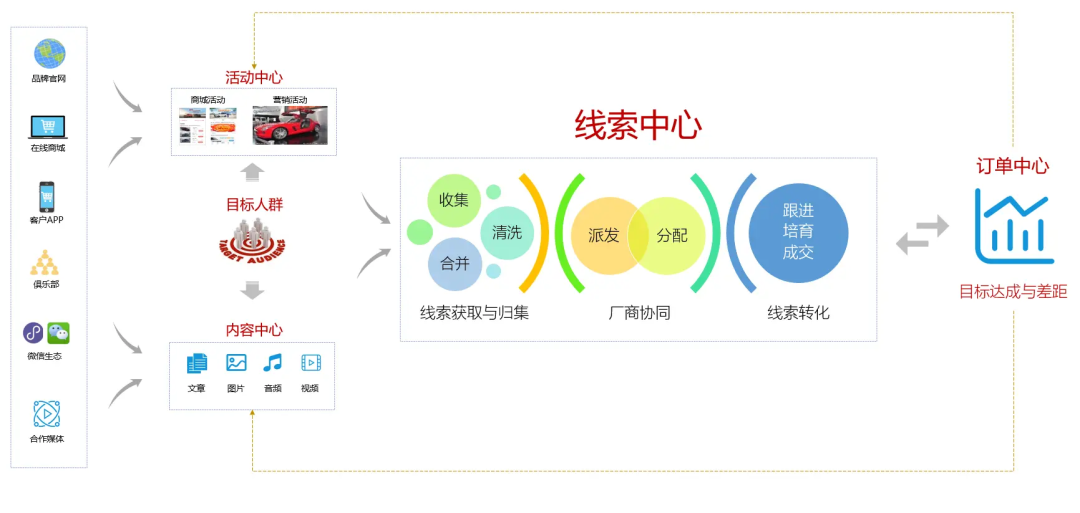 品牌官网
在线商城
客户APP
俱乐部
微信生态
合作媒体
活动中心
商城活动
营销活动
目标人群
TARGET AUDIENCE
内容中心
文章
图片
音频
视频
线索中心
收集
清洗
合并
线索获取与归集
派发
分配
厂商协同
跟进
培育
成交
线索转化
订单中心
目标达成与差距